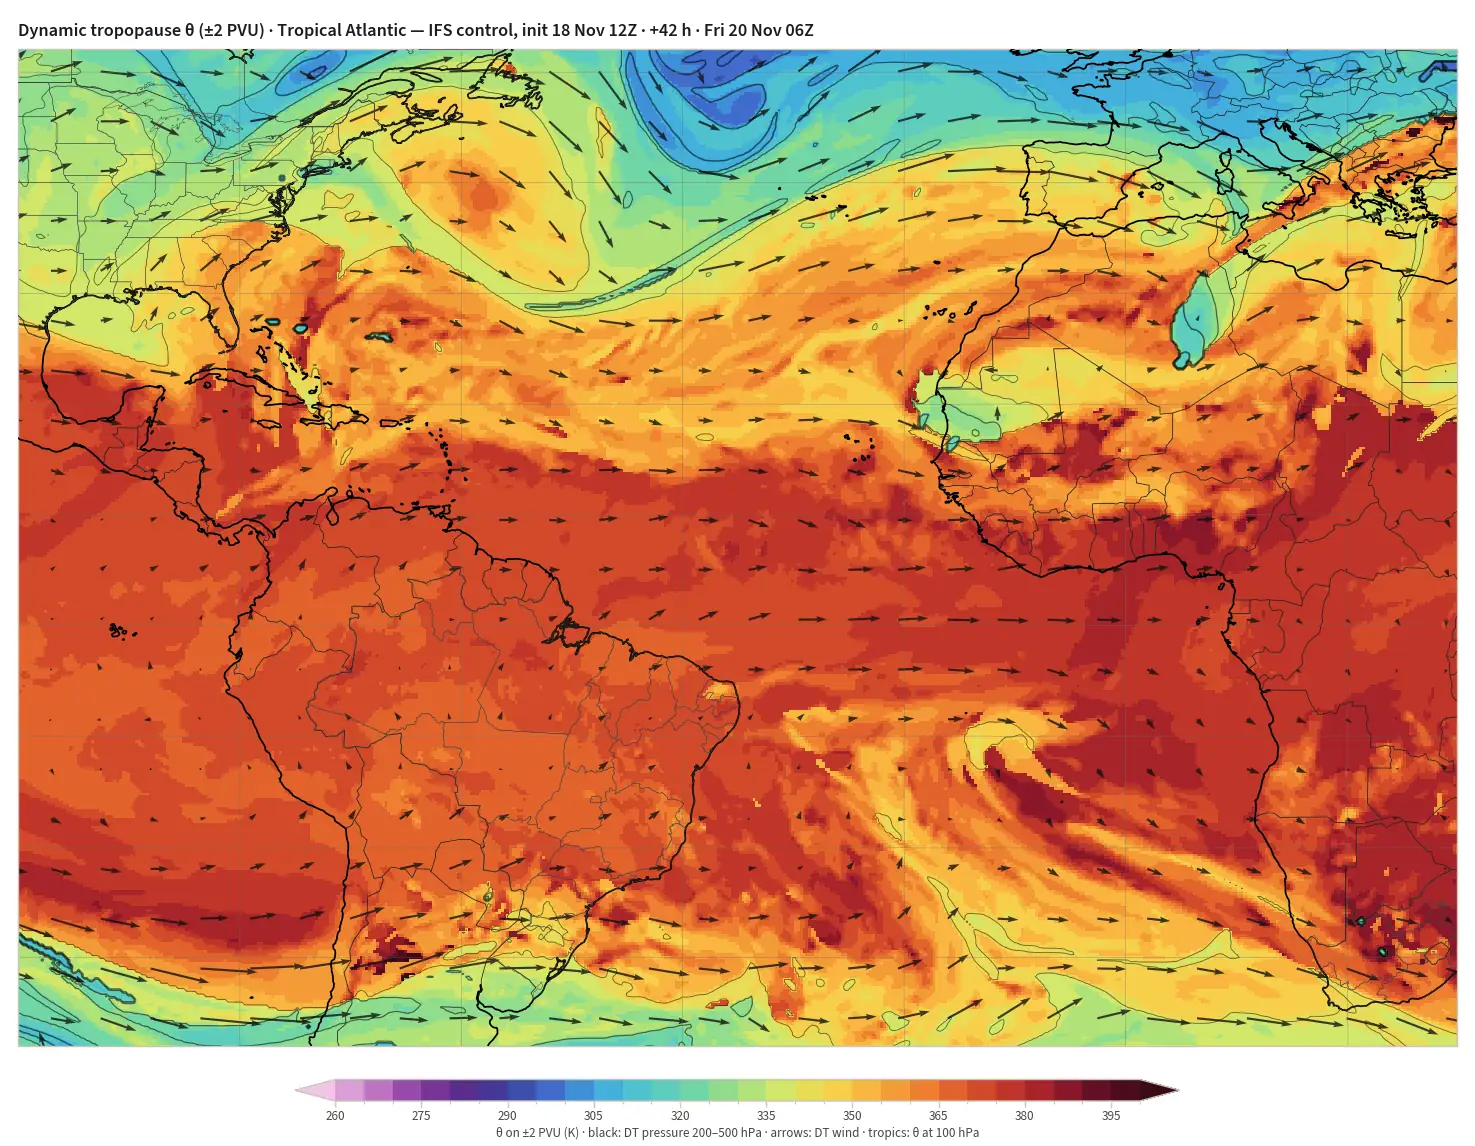 Dynamic tropopause θ (±2 PVU) · Tropical Atlantic — IFS control, init 18 Nov 12Z · +42 h · Fri 20 Nov 06Z
260 275 290 305 320 335 350 365 380 395
θ on ±2 PVU (K) · black: DT pressure 200–500 hPa · arrows: DT wind · tropics: θ at 100 hPa